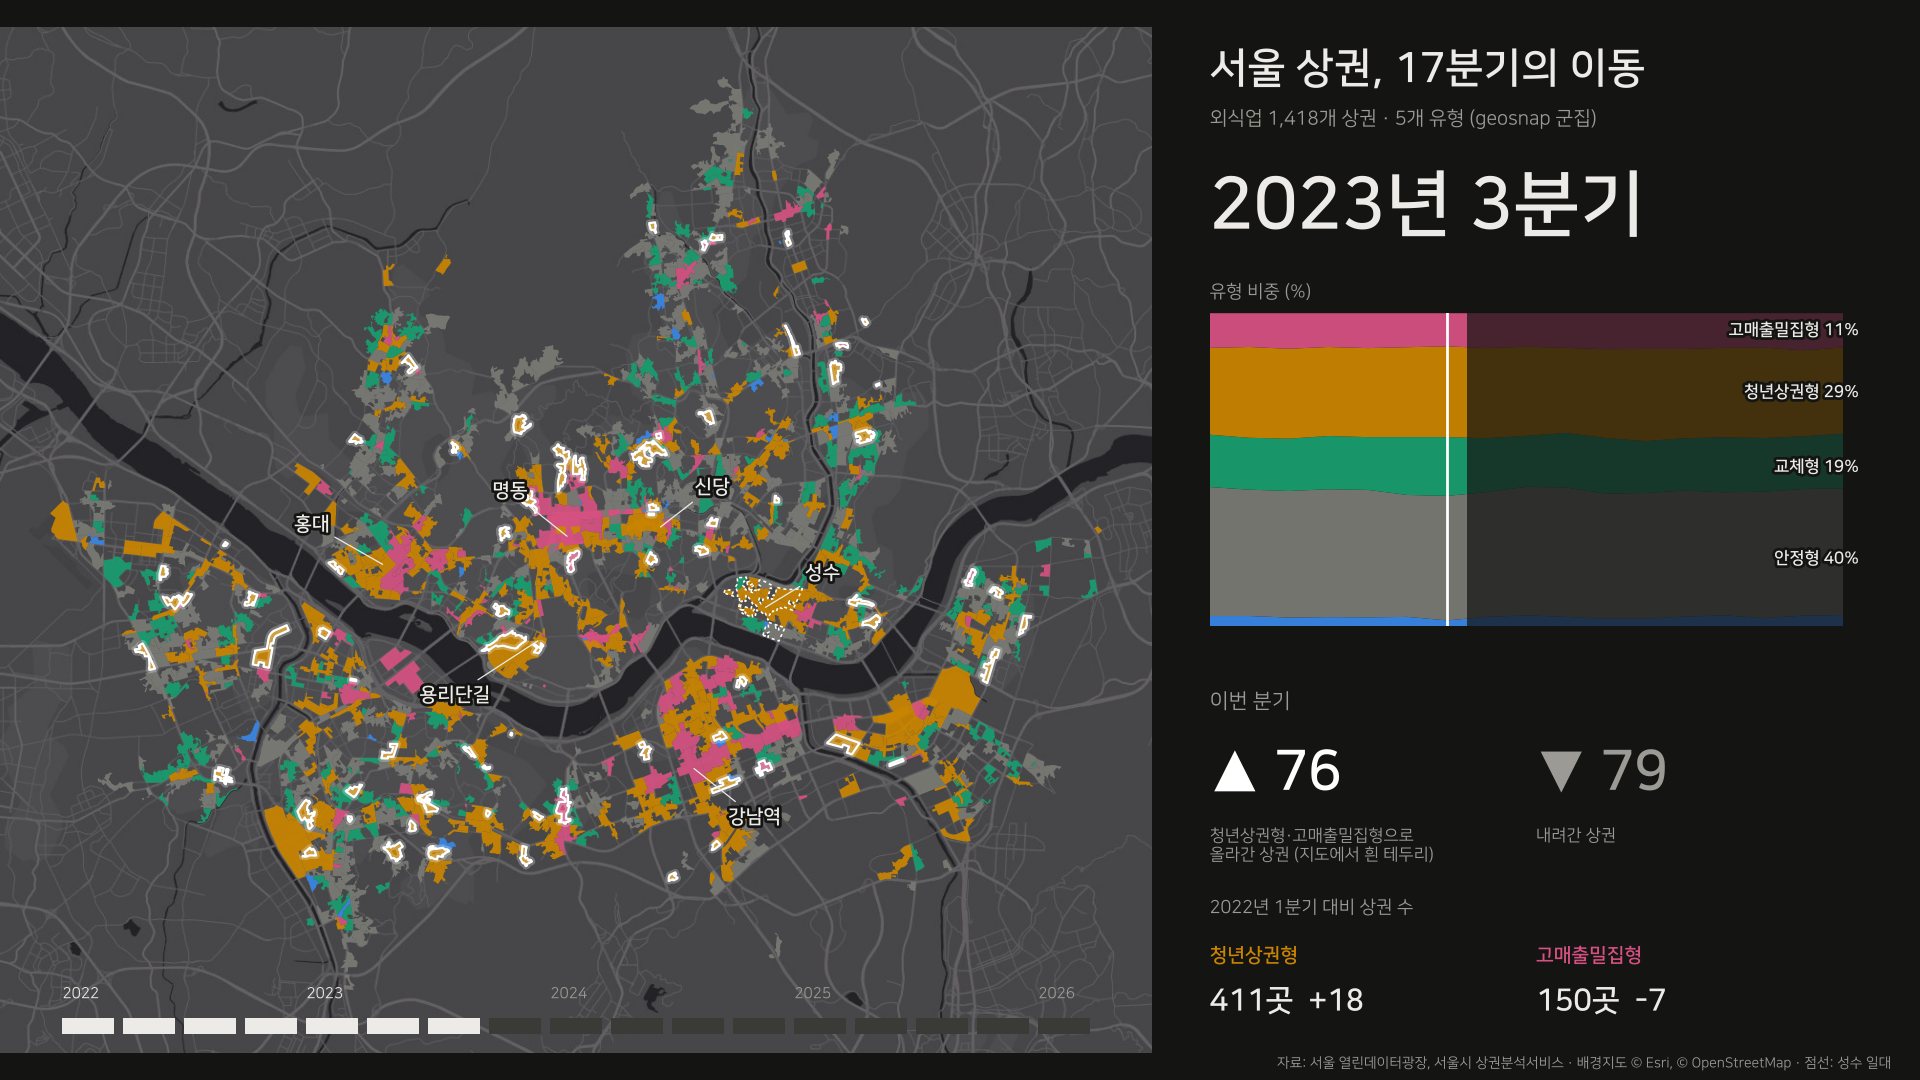 서울 상권, 17분기의 이동
외식업 1,418개 상권 · 5개 유형 (geosnap 군집)
2023년 3분기
유형 비중 (%)
고매출밀집형 11%
청년상권형 29%
교체형 19%
안정형 40%
이번 분기
▲ 76
▼ 79
청년상권형·고매출밀집형으로
올라간 상권 (지도에서 흰 테두리)
내려간 상권
2022년 1분기 대비 상권 수
청년상권형
고매출밀집형
411곳 +18
150곳 -7
명동
신당
홍대
성수
용리단길
강남역
2022
2023
2024
2025
2026
자료: 서울 열린데이터광장, 서울시 상권분석서비스 · 배경지도 © Esri, © OpenStreetMap · 점선: 성수 일대